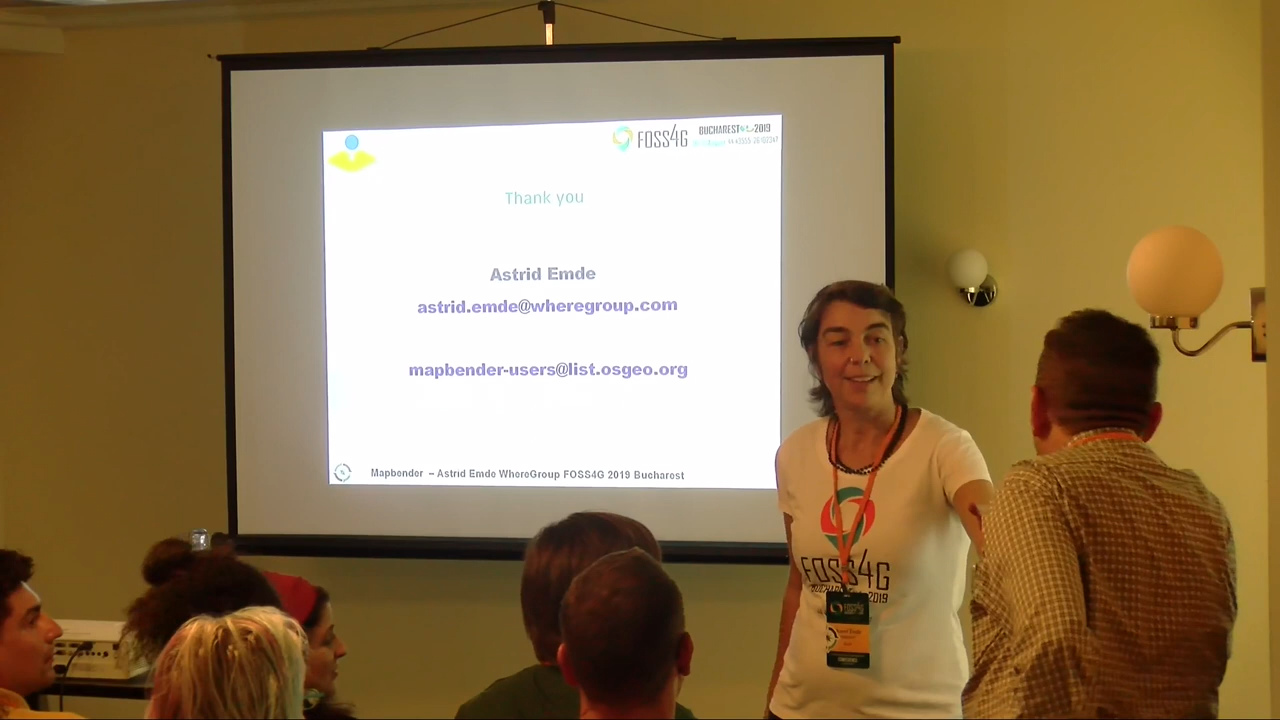 FOSS4G
BUCHAREST 2019
Thank you
Astrid Emde
astrid.emde@wheregroup.com
mapbender-users@list.osgeo.org
Mapbender – Astrid Emde WhereGroup FOSS4G 2019 Bucharest
FOSS4G
2019
FOSS4G